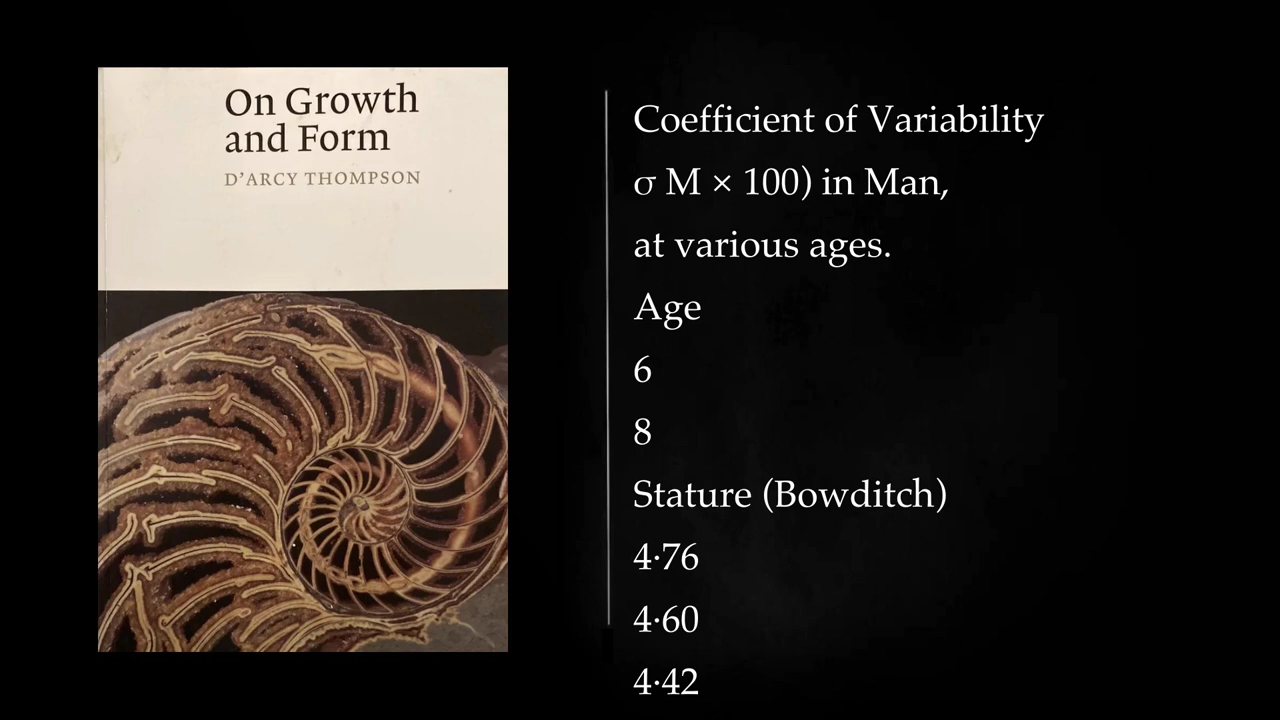 On Growth
and Form
D'ARCY THOMPSON
Coefficient of Variability
σ M × 100) in Man,
at various ages.
Age
6
8
Stature (Bowditch)
4·76
4·60
4·42